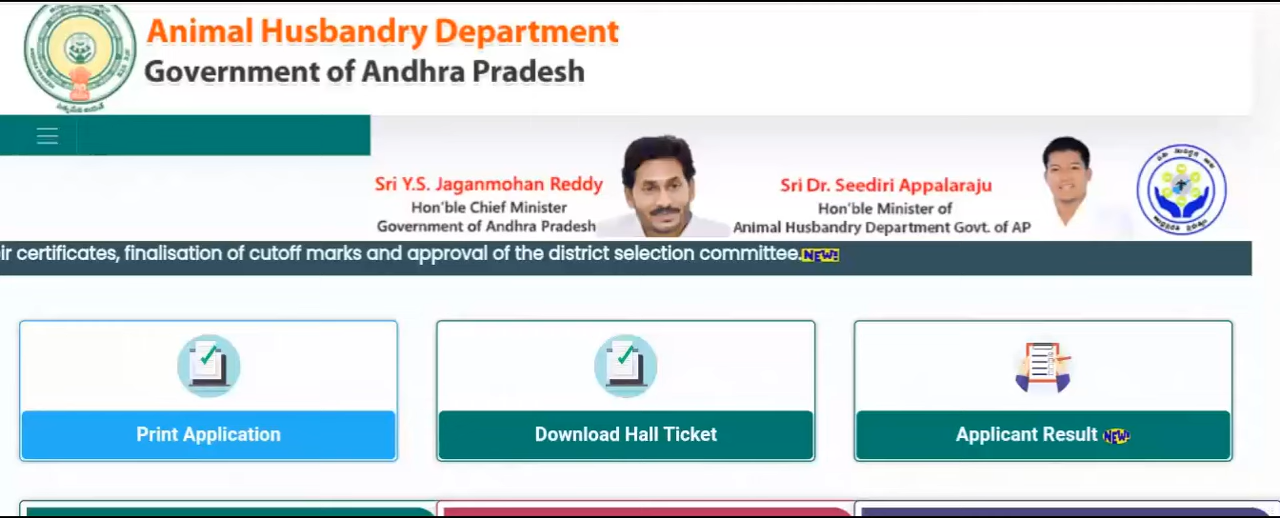 Animal Husbandry Department
Government of Andhra Pradesh
Sri Y.S. Jaganmohan Reddy
Hon'ble Chief Minister
Government of Andhra Pradesh
Sri Dr. Seediri Appalaraju
Hon'ble Minister of
Animal Husbandry Department Govt. of AP
ir certificates, finalisation of cutoff marks and approval of the district selection committee. NEW!
Print Application
Download Hall Ticket
Applicant Result NEW!